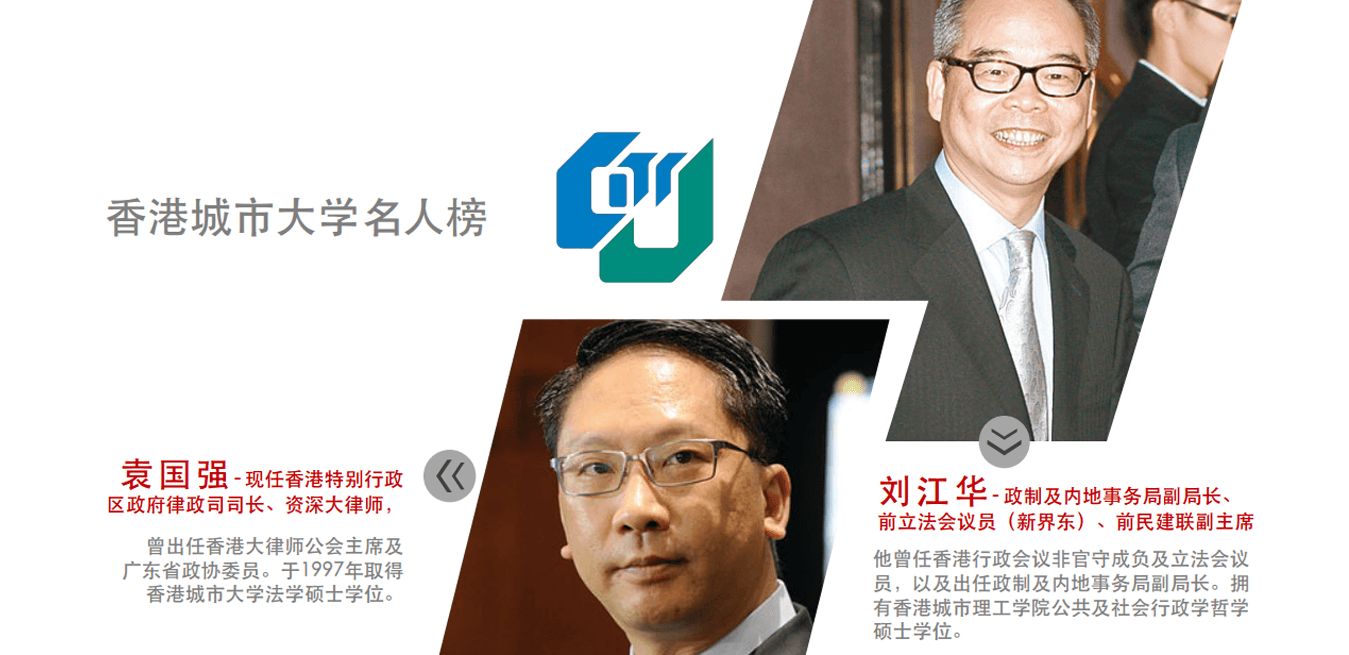 香港城市大学名人榜
袁国强-现任香港特别行政
区政府律政司司长、资深大律师，
曾出任香港大律师公会主席及
广东省政协委员。于1997年取得
香港城市大学法学硕士学位。
刘江华-政制及内地事务局副局长、
前立法会议员（新界东）、前民建联副主席
他曾任香港行政会议非官守成负及立法会议
员，以及出任政制及内地事务局副局长。拥
有香港城市理工学院公共及社会行政学哲学
硕士学位。